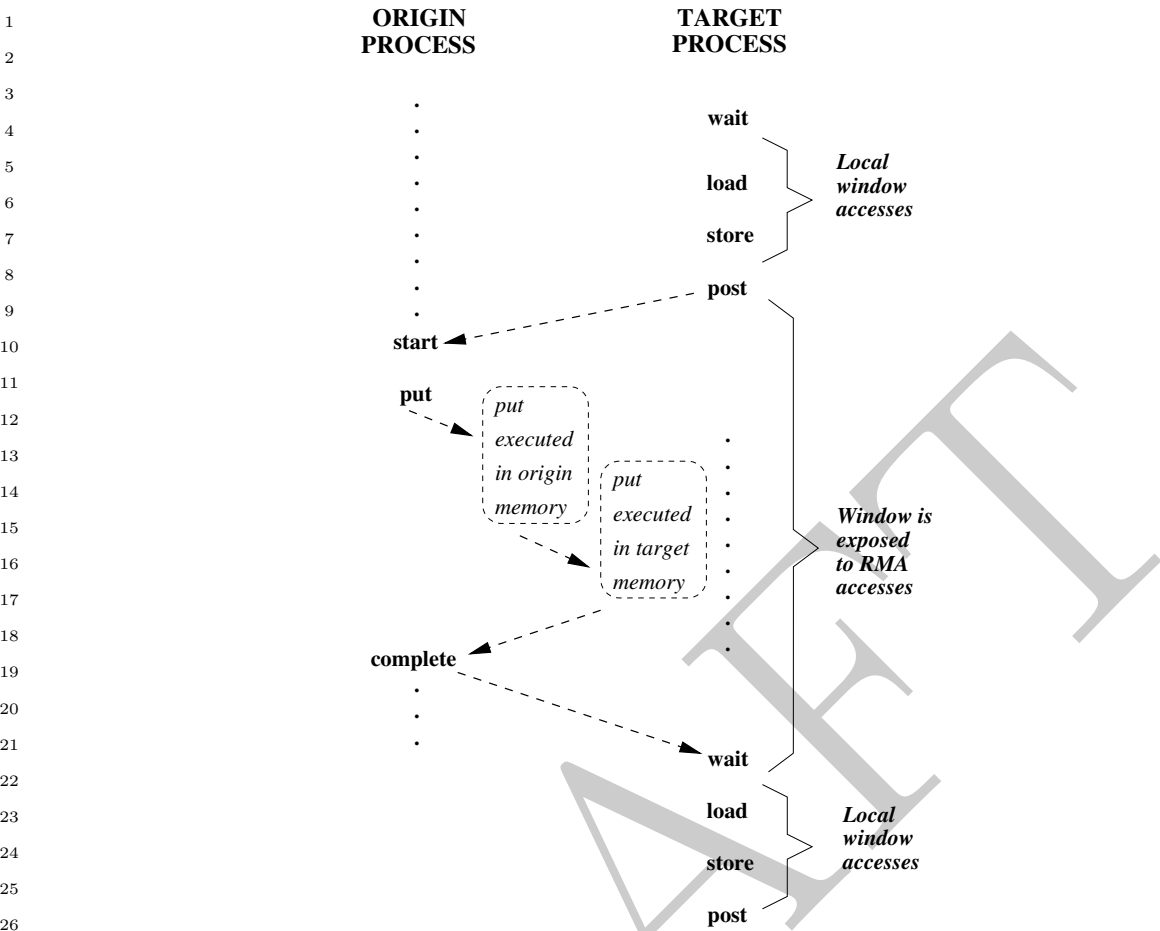 1
ORIGIN
PROCESS
TARGET
PROCESS
2
3
wait
4
Local
window
accesses
5
load
6
store
7
8
post
9
start
10
11
put
put
executed
in origin
memory
12
13
put
executed
in target
memory
14
Window is
exposed
to RMA
accesses
15
16
17
18
complete
19
20
21
wait
22
load
23
Local
window
accesses
24
store
25
post
26
AFT